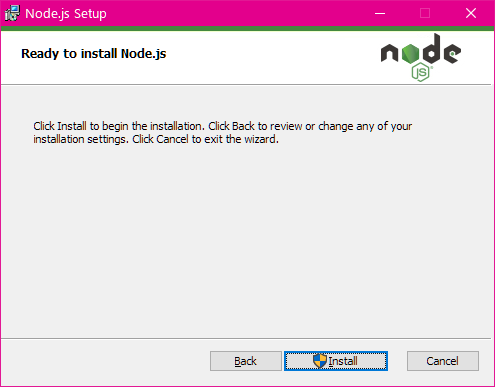 Node.js Setup
Ready to install Node.js
node
JS
Click Install to begin the installation. Click Back to review or change any of your
installation settings. Click Cancel to exit the wizard.
Back
Install
Cancel